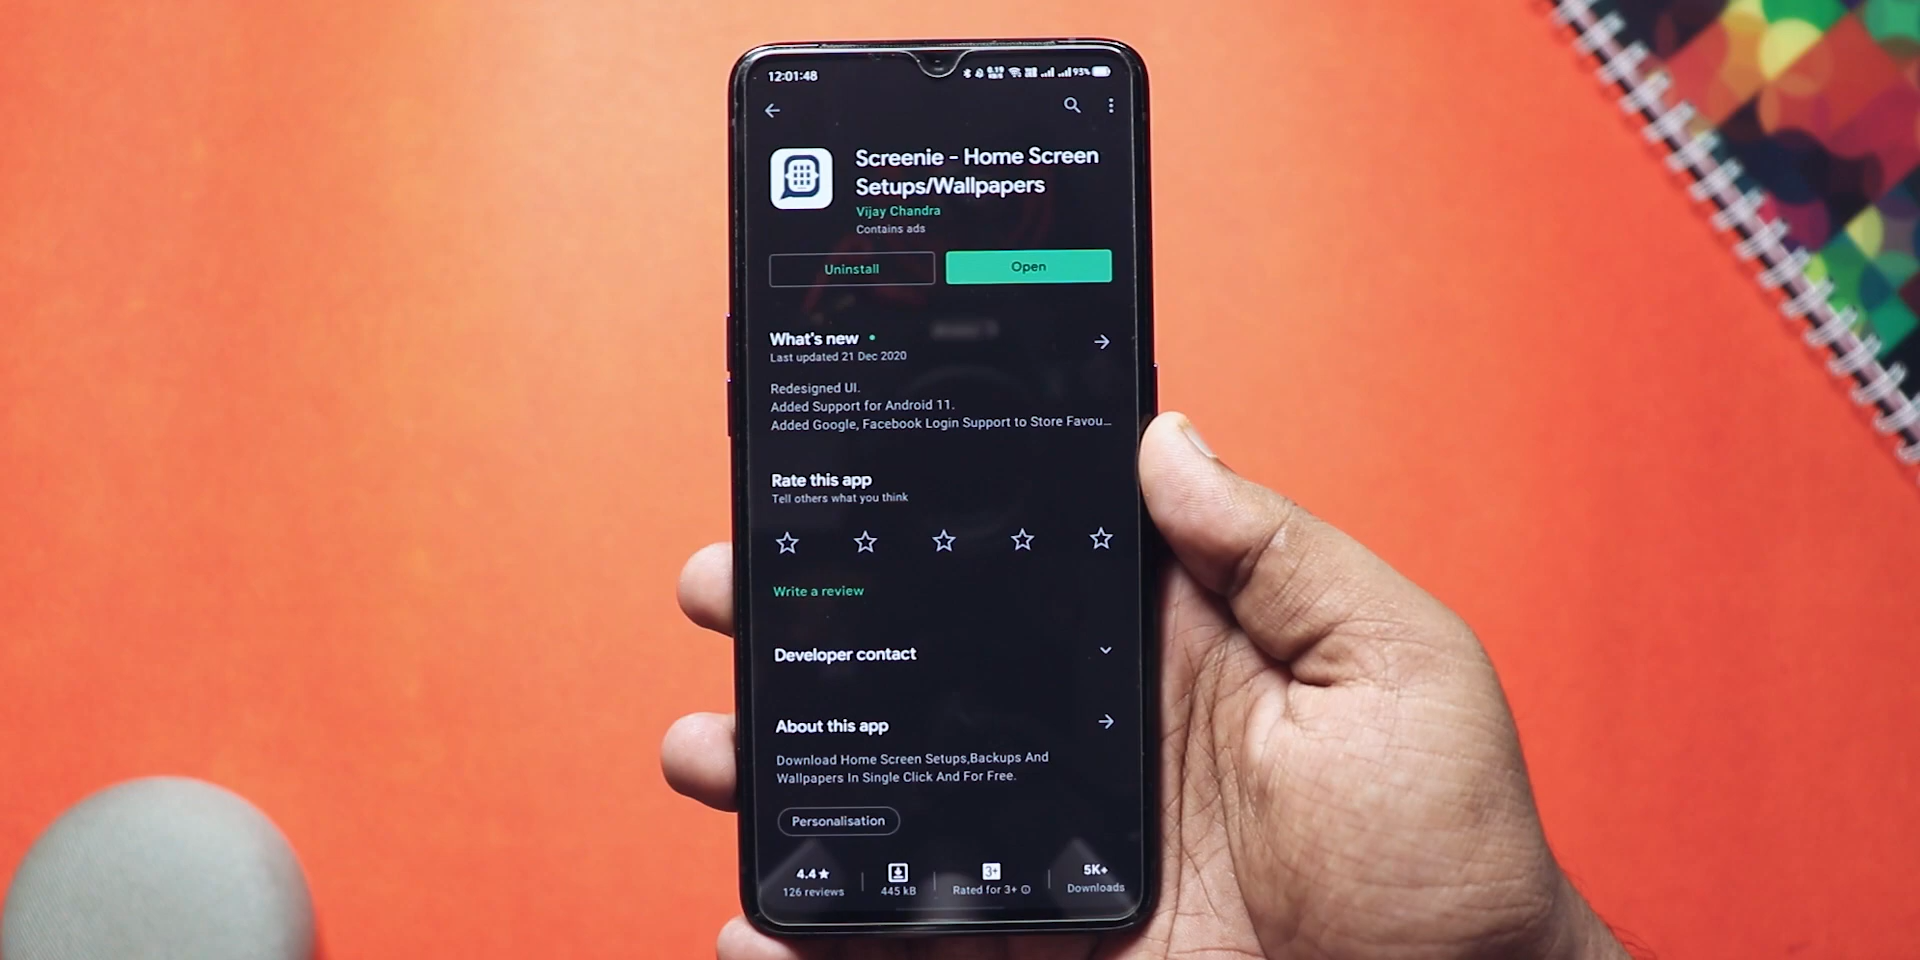 12:01:48
0.19
93%
Screenie - Home Screen
Setups/Wallpapers
Vijay Chandra
Contains ads
Uninstall
Open
What's new
Last updated 21 Dec 2020
Redesigned UI.
Added Support for Android 11.
Added Google, Facebook Login Support to Store Favou...
Rate this app
Tell others what you think
Write a review
Developer contact
About this app
Download Home Screen Setups,Backups And
Wallpapers In Single Click And For Free.
Personalisation
4.4★
126 reviews
445 kB
3+
Rated for 3+
5K+
Downloads